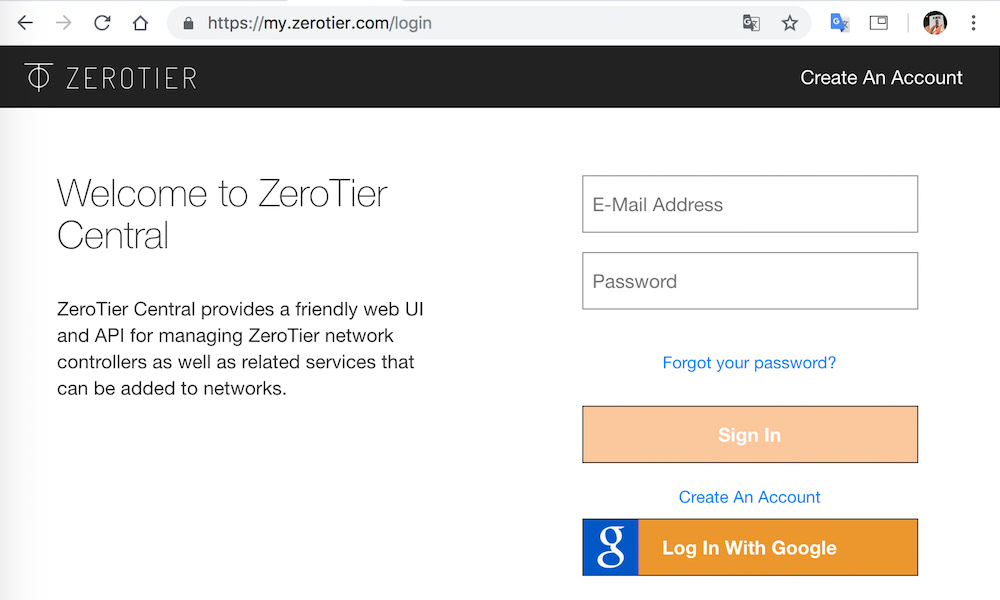 https://my.zerotier.com/login
ZEROTIER
Create An Account
Welcome to ZeroTier
Central
ZeroTier Central provides a friendly web UI
and API for managing ZeroTier network
controllers as well as related services that
can be added to networks.
E-Mail Address
Password
Forgot your password?
Sign In
Create An Account
g Log In With Google